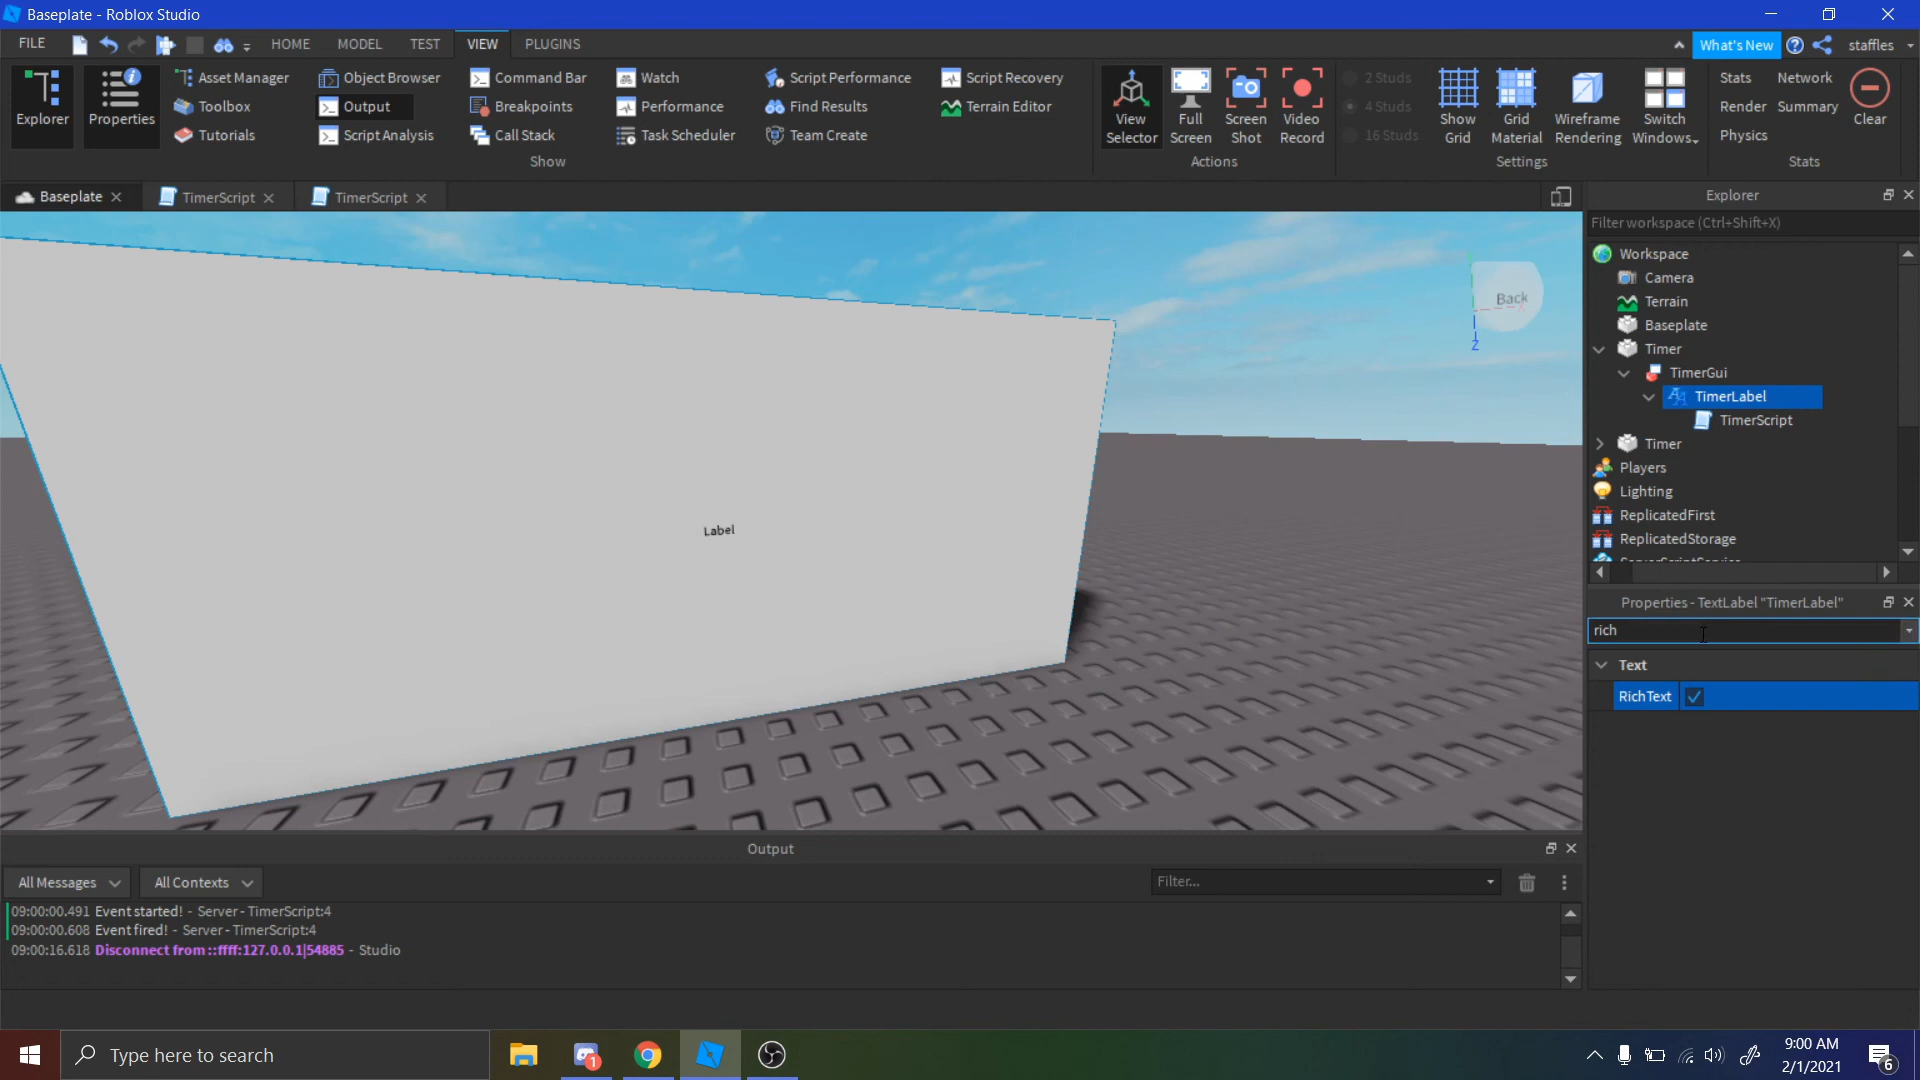 Baseplate - Roblox Studio
FILE
HOME
MODEL
TEST
VIEW
PLUGINS
What's New
staffles
Explorer
Properties
Asset Manager
Toolbox
Tutorials
Object Browser
Output
Script Analysis
Command Bar
Breakpoints
Call Stack
Watch
Performance
Task Scheduler
Script Performance
Find Results
Team Create
Script Recovery
Terrain Editor
Show
View
Selector
Full
Screen
Screen
Shot
Video
Record
Actions
2 Studs
4 Studs
16 Studs
Show
Grid
Grid
Material
Wireframe
Rendering
Switch
Windows
Settings
Stats
Network
Render
Summary
Physics
Clear
Stats
Baseplate
TimerScript
TimerScript
Back
Z
Label
Explorer
Filter workspace (Ctrl+Shift+X)
Workspace
Camera
Terrain
Baseplate
Timer
TimerGui
TimerLabel
TimerScript
Timer
Players
Lighting
ReplicatedFirst
ReplicatedStorage
ServerScriptService
Properties - TextLabel "TimerLabel"
rich
Text
RichText
Output
All Messages
All Contexts
Filter...
09:00:00.491 Event started! - Server - TimerScript:4
09:00:00.608 Event fired! - Server - TimerScript:4
09:00:16.618 Disconnect from ::ffff:127.0.0.1|54885 - Studio
Type here to search
1
9:00 AM
2/1/2021
6